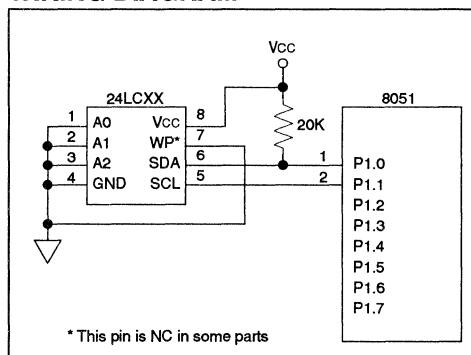 VCC
24LCXX
8051
1 A0 VCC 8
2 A1 WP* 7
3 A2 SDA 6
4 GND SCL 5
20K
1 P1.0
2 P1.1
P1.2
P1.3
P1.4
P1.5
P1.6
P1.7
* This pin is NC in some parts